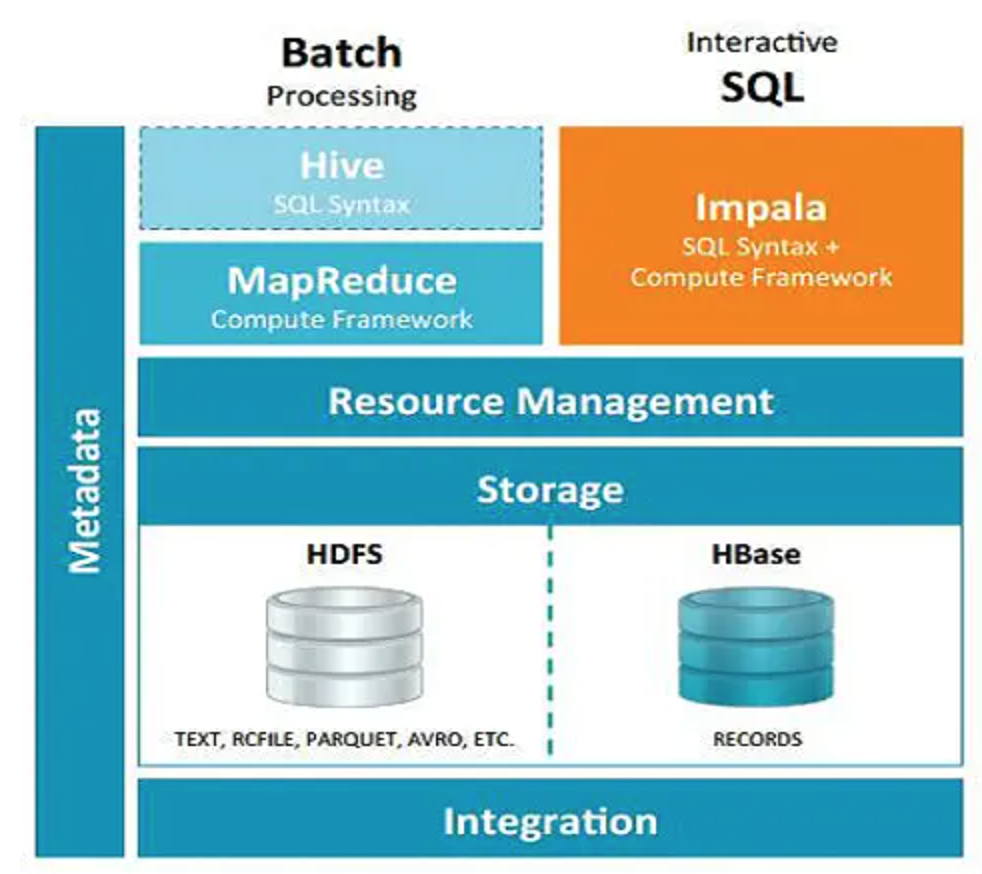 Batch
Processing
Interactive
SQL
Metadata
Hive
SQL Syntax
MapReduce
Compute Framework
Impala
SQL Syntax +
Compute Framework
Resource Management
Storage
HDFS
TEXT, RCFILE, PARQUET, AVRO, ETC.
HBase
RECORDS
Integration